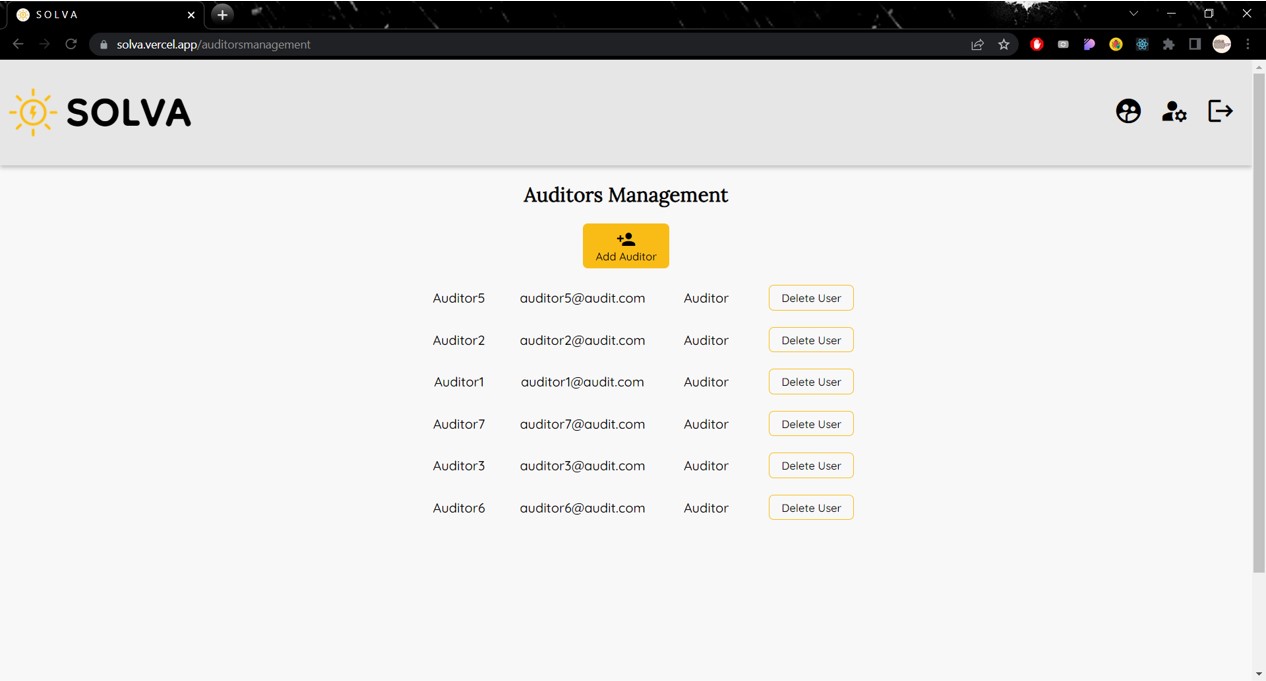 S O L V A
solva.vercel.app/auditorsmanagement
SOLVA
Auditors Management
Add Auditor
Auditor5 auditor5@audit.com Auditor Delete User
Auditor2 auditor2@audit.com Auditor Delete User
Auditor1 auditor1@audit.com Auditor Delete User
Auditor7 auditor7@audit.com Auditor Delete User
Auditor3 auditor3@audit.com Auditor Delete User
Auditor6 auditor6@audit.com Auditor Delete User